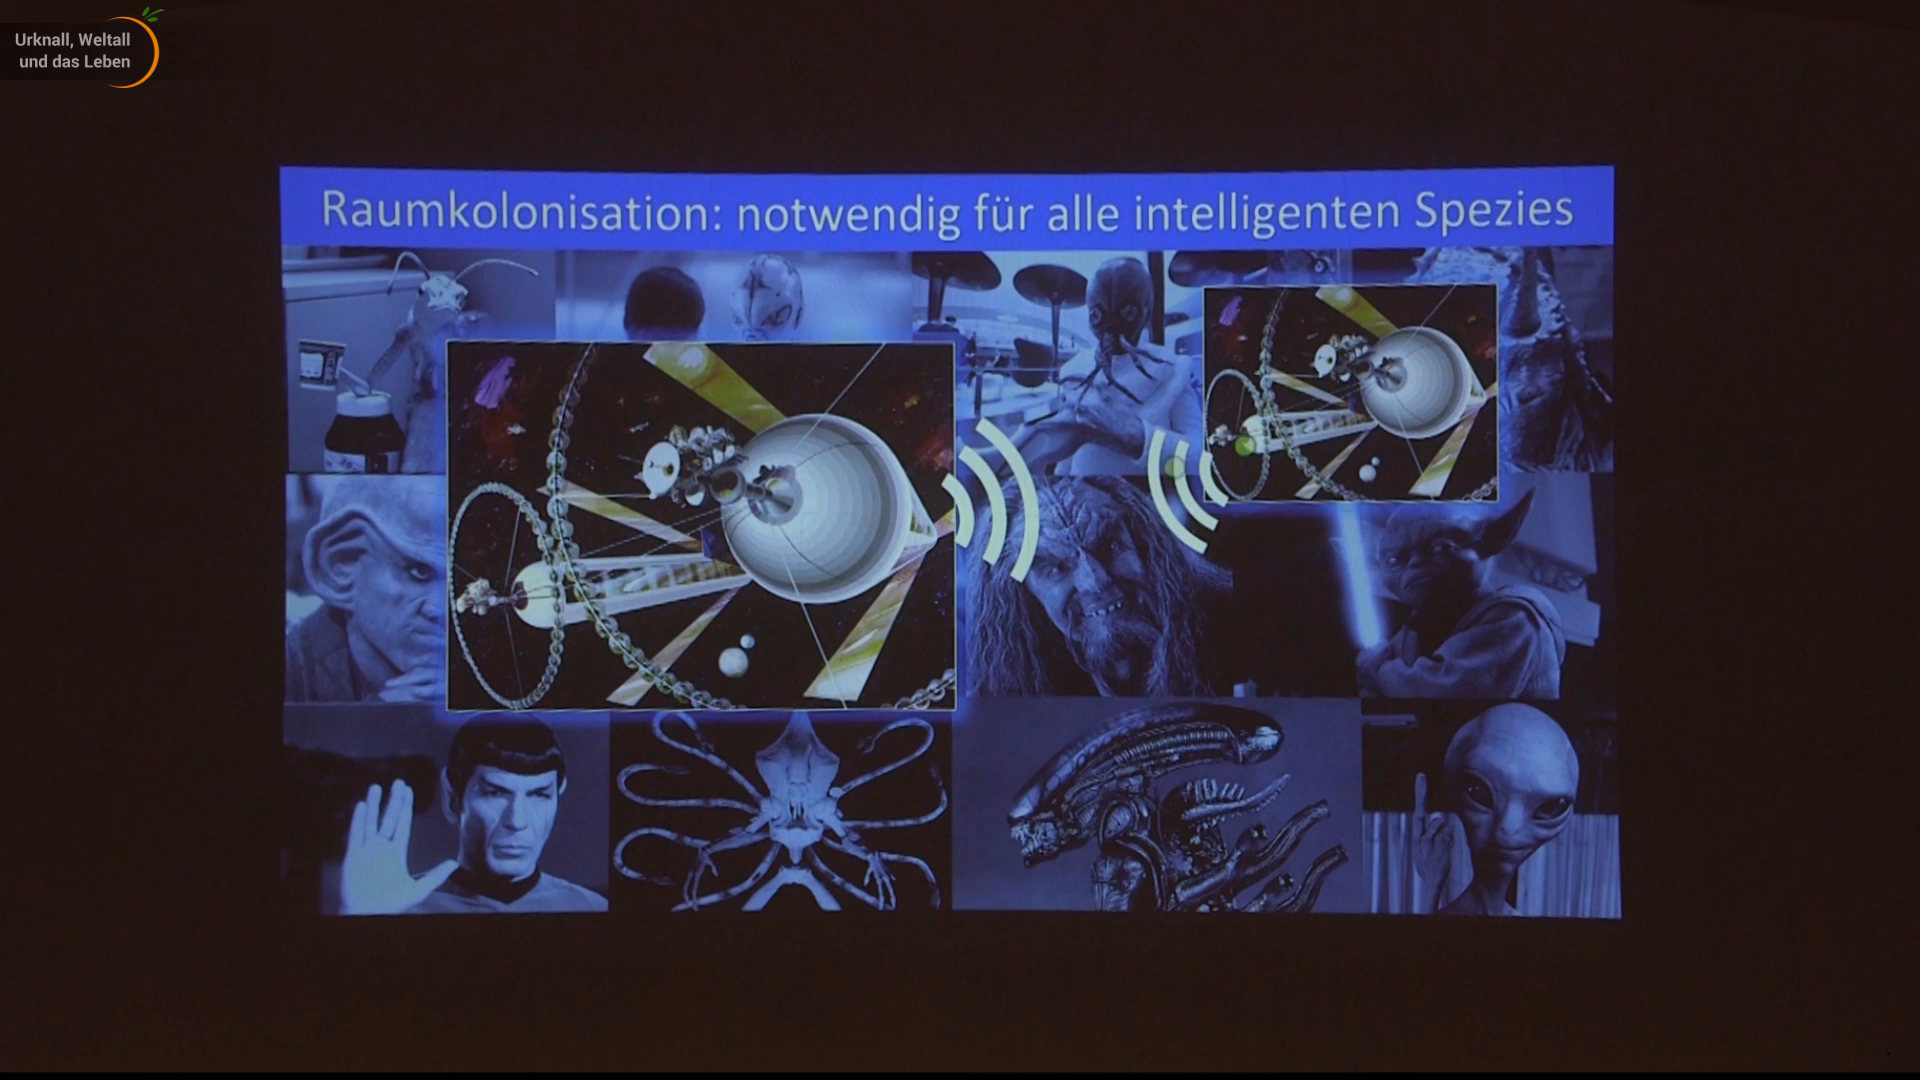 Urknall, Weltall
und das Leben
Raumkolonisation: notwendig für alle intelligenten Spezies